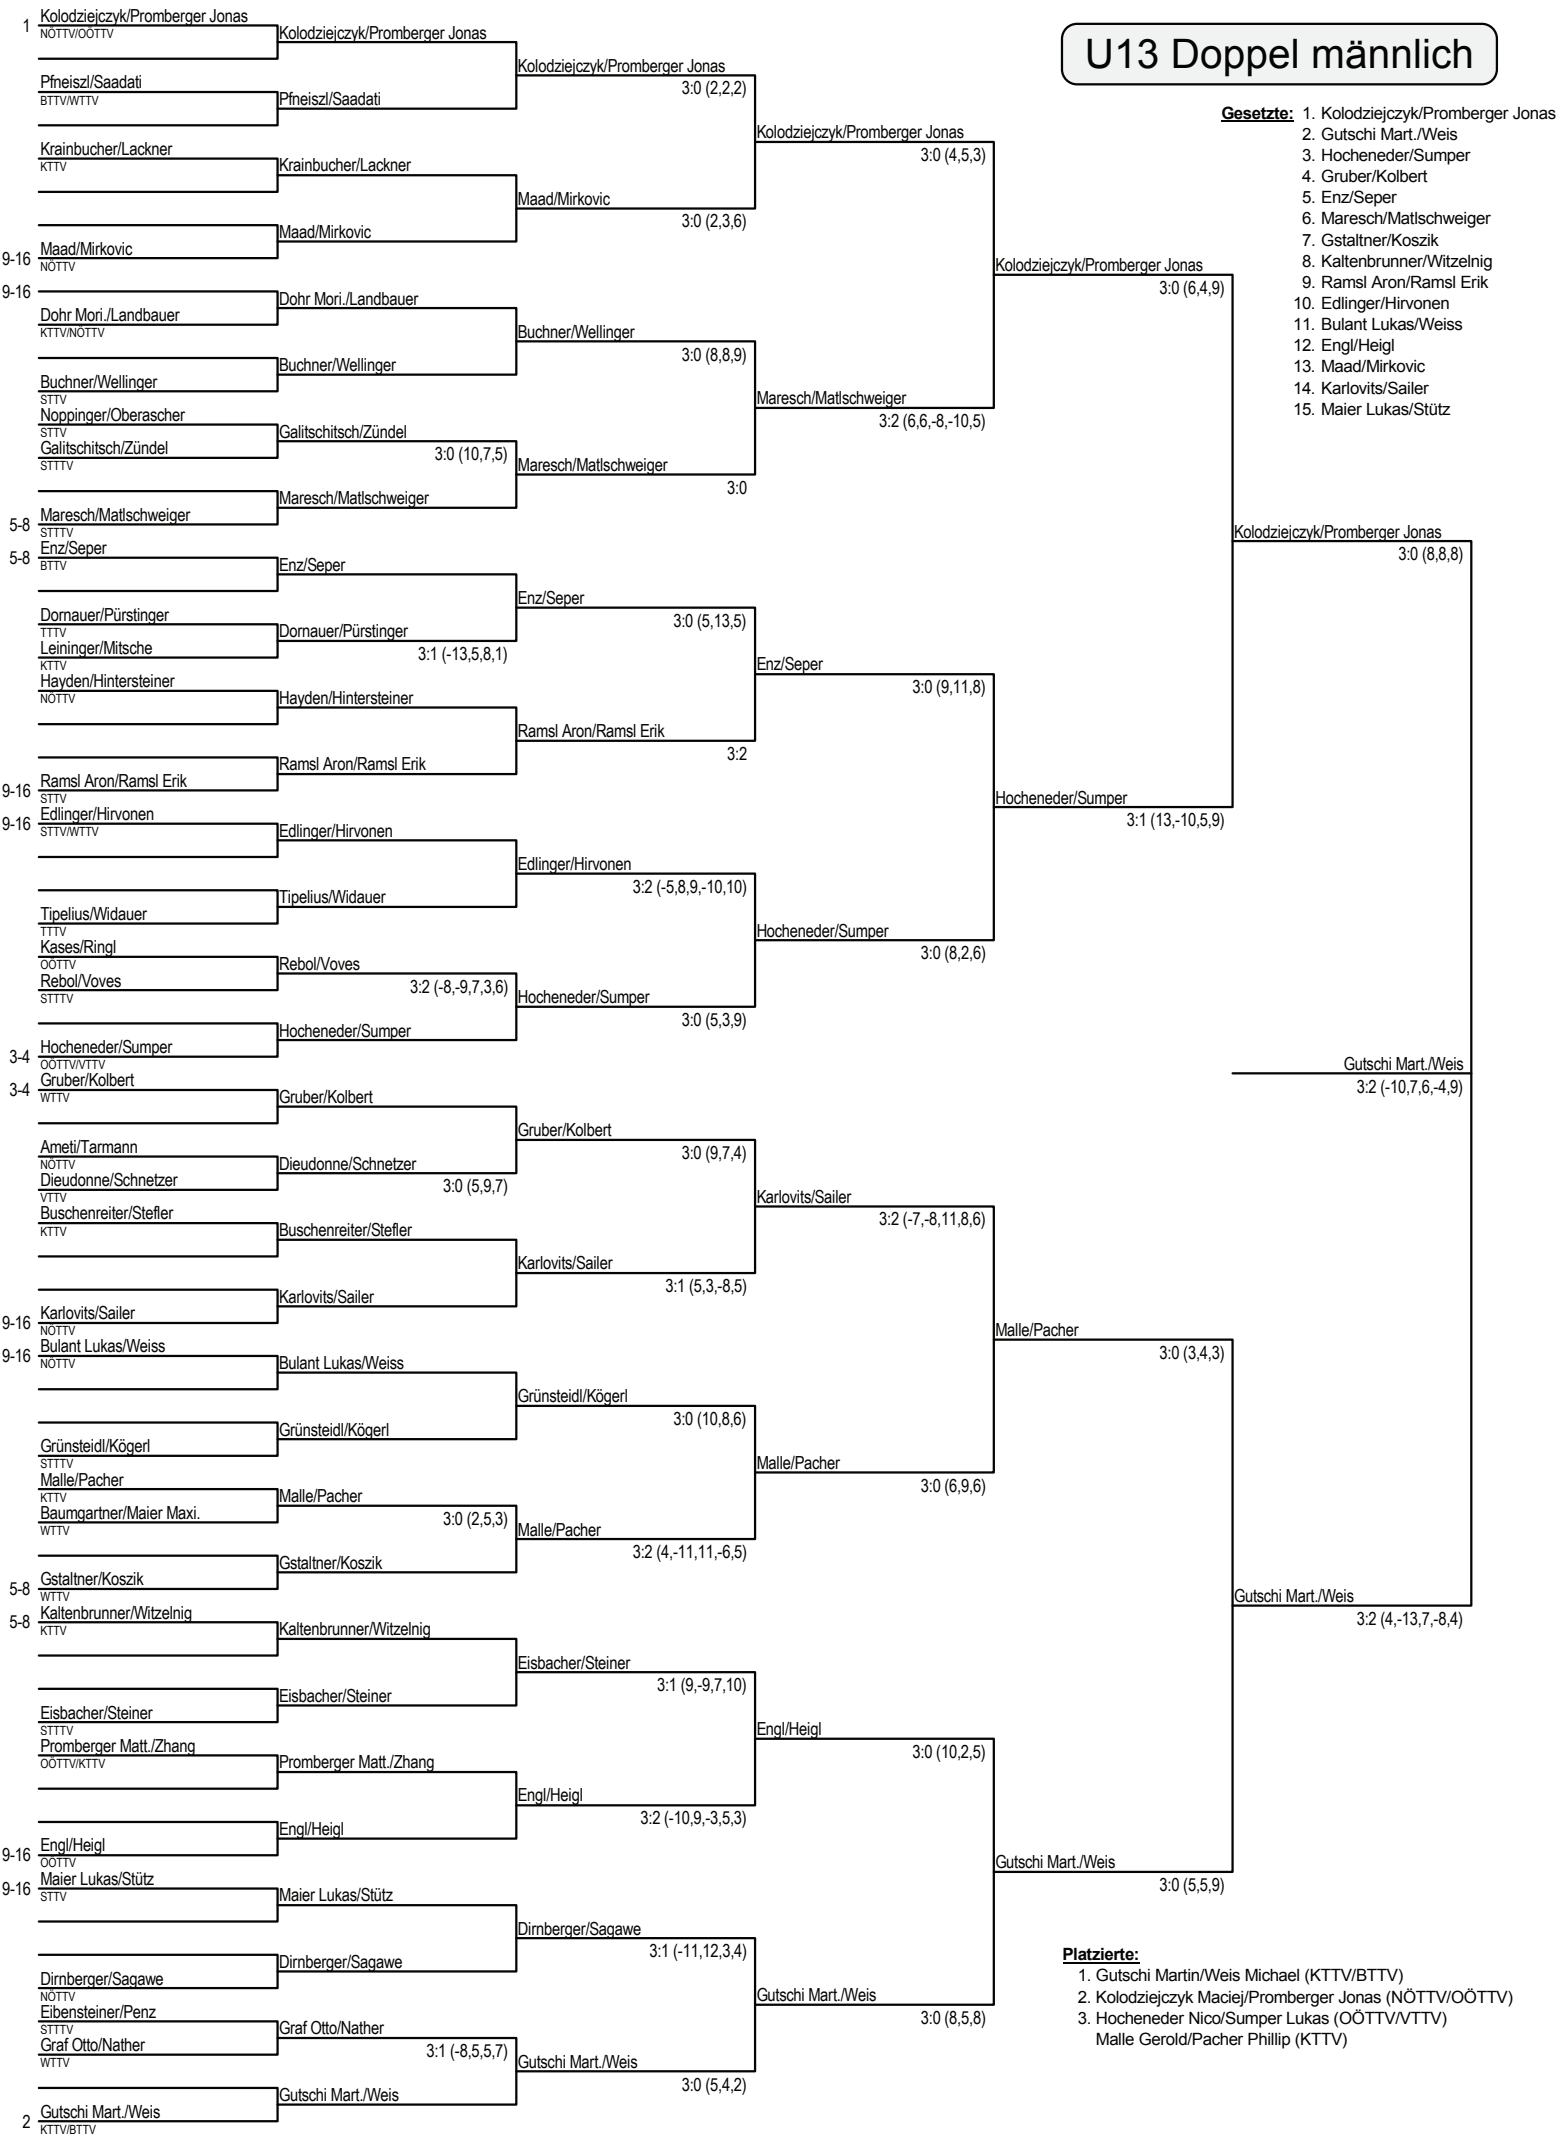 U13 Doppel männlich
Gesetzte: 1. Kolodziejczyk/Promberger Jonas
2. Gutschi Mart./Weis
3. Hocheneder/Sumper
4. Gruber/Kolbert
5. Enz/Seper
6. Maresch/Matlschweiger
7. Gstaltner/Koszik
8. Kaltenbrunner/Witzelnig
9. Ramsl Aron/Ramsl Erik
10. Edlinger/Hirvonen
11. Bulant Lukas/Weiss
12. Engl/Heigl
13. Maad/Mirkovic
14. Karlovits/Sailer
15. Maier Lukas/Stütz
1 Kolodziejczyk/Promberger Jonas
NÖTTV/OÖTTV
Pfneiszl/Saadati
BTTV/WTTV
Krainbucher/Lackner
KTTV
9-16 Maad/Mirkovic
NÖTTV
9-16
Dohr Mori./Landbauer
KTTV/NÖTTV
Buchner/Wellinger
STTV
Noppinger/Oberascher
STTV
Galitschitsch/Zündel
STTTV
5-8 Maresch/Matlschweiger
STTTV
5-8 Enz/Seper
BTTV
Dornauer/Pürstinger
TTTV
Leininger/Mitsche
KTTV
Hayden/Hintersteiner
NÖTTV
9-16 Ramsl Aron/Ramsl Erik
STTV
9-16 Edlinger/Hirvonen
STTV/WTTV
Tipelius/Widauer
TTTV
Kases/Ringl
OÖTTV
Rebol/Voves
STTTV
3-4 Hocheneder/Sumper
OÖTTV/VTTV
3-4 Gruber/Kolbert
WTTV
Ameti/Tarmann
NÖTTV
Dieudonne/Schnetzer
VTTV
Buschenreiter/Stefler
KTTV
9-16 Karlovits/Sailer
NÖTTV
9-16 Bulant Lukas/Weiss
NÖTTV
Grünsteidl/Kögerl
STTTV
Malle/Pacher
KTTV
Baumgartner/Maier Maxi.
WTTV
5-8 Gstaltner/Koszik
WTTV
5-8 Kaltenbrunner/Witzelnig
KTTV
Eisbacher/Steiner
STTTV
Promberger Matt./Zhang
OÖTTV/KTTV
9-16 Engl/Heigl
OÖTTV
9-16 Maier Lukas/Stütz
STTV
Dirnberger/Sagawe
NÖTTV
Eibensteiner/Penz
STTTV
Graf Otto/Nather
WTTV
2 Gutschi Mart./Weis
KTTV/BTTV
Kolodziejczyk/Promberger Jonas
Pfneiszl/Saadati
Krainbucher/Lackner
Maad/Mirkovic
Dohr Mori./Landbauer
Buchner/Wellinger
Galitschitsch/Zündel
3:0 (10,7,5)
Maresch/Matlschweiger
Enz/Seper
Dornauer/Pürstinger
3:1 (-13,5,8,1)
Hayden/Hintersteiner
Ramsl Aron/Ramsl Erik
Edlinger/Hirvonen
Tipelius/Widauer
Rebol/Voves
3:2 (-8,-9,7,3,6)
Hocheneder/Sumper
Gruber/Kolbert
Dieudonne/Schnetzer
3:0 (5,9,7)
Buschenreiter/Stefler
Karlovits/Sailer
Bulant Lukas/Weiss
Grünsteidl/Kögerl
Malle/Pacher
3:0 (2,5,3)
Gstaltner/Koszik
Kaltenbrunner/Witzelnig
Eisbacher/Steiner
Promberger Matt./Zhang
Engl/Heigl
Maier Lukas/Stütz
Dirnberger/Sagawe
Graf Otto/Nather
3:1 (-8,5,5,7)
Gutschi Mart./Weis
Kolodziejczyk/Promberger Jonas
3:0 (2,2,2)
Maad/Mirkovic
3:0 (2,3,6)
Buchner/Wellinger
3:0 (8,8,9)
Maresch/Matlschweiger
3:0
Enz/Seper
3:0 (5,13,5)
Ramsl Aron/Ramsl Erik
3:2
Edlinger/Hirvonen
3:2 (-5,8,9,-10,10)
Hocheneder/Sumper
3:0 (5,3,9)
Gruber/Kolbert
3:0 (9,7,4)
Karlovits/Sailer
3:1 (5,3,-8,5)
Grünsteidl/Kögerl
3:0 (10,8,6)
Malle/Pacher
3:2 (4,-11,11,-6,5)
Eisbacher/Steiner
3:1 (9,-9,7,10)
Engl/Heigl
3:2 (-10,9,-3,5,3)
Dirnberger/Sagawe
3:1 (-11,12,3,4)
Gutschi Mart./Weis
3:0 (5,4,2)
Kolodziejczyk/Promberger Jonas
3:0 (4,5,3)
Maresch/Matlschweiger
3:2 (6,6,-8,-10,5)
Enz/Seper
3:0 (9,11,8)
Hocheneder/Sumper
3:0 (8,2,6)
Karlovits/Sailer
3:2 (-7,-8,11,8,6)
Malle/Pacher
3:0 (6,9,6)
Engl/Heigl
3:0 (10,2,5)
Gutschi Mart./Weis
3:0 (8,5,8)
Kolodziejczyk/Promberger Jonas
3:0 (6,4,9)
Hocheneder/Sumper
3:1 (13,-10,5,9)
Malle/Pacher
3:0 (3,4,3)
Gutschi Mart./Weis
3:0 (5,5,9)
Kolodziejczyk/Promberger Jonas
3:0 (8,8,8)
Gutschi Mart./Weis
3:2 (4,-13,7,-8,4)
Gutschi Mart./Weis
3:2 (-10,7,6,-4,9)
Platzierte:
1. Gutschi Martin/Weis Michael (KTTV/BTTV)
2. Kolodziejczyk Maciej/Promberger Jonas (NÖTTV/OÖTTV)
3. Hocheneder Nico/Sumper Lukas (OÖTTV/VTTV)
Malle Gerold/Pacher Phillip (KTTV)